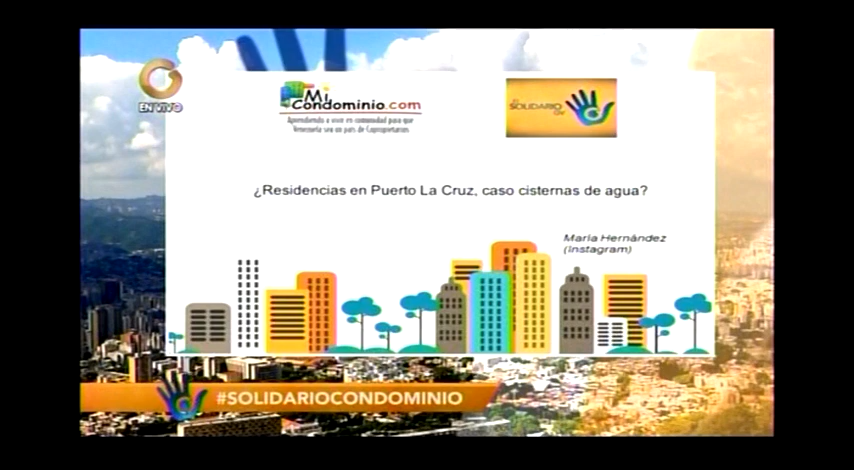 EN VIVO
Mi
Condominio.com
Aprendiendo a vivir en comunidad para que
Venezuela sea un país de Copropietarios
SOLIDARIO
¿Residencias en Puerto La Cruz, caso cisternas de agua?
María Hernández
(Instagram)
#SOLIDARIOCONDOMINIO